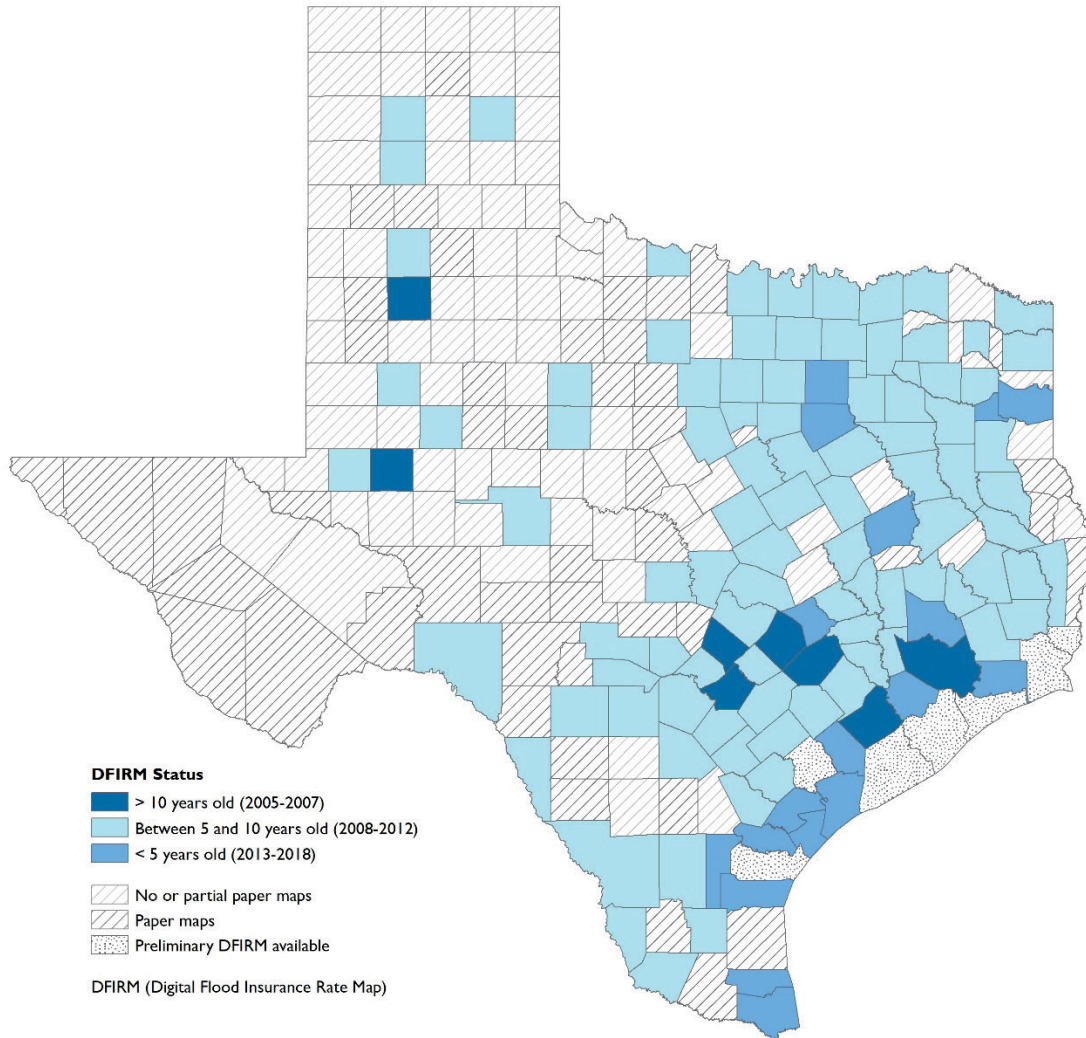 DFIRM Status
> 10 years old (2005-2007)
Between 5 and 10 years old (2008-2012)
< 5 years old (2013-2018)
No or partial paper maps
Paper maps
Preliminary DFIRM available
DFIRM (Digital Flood Insurance Rate Map)